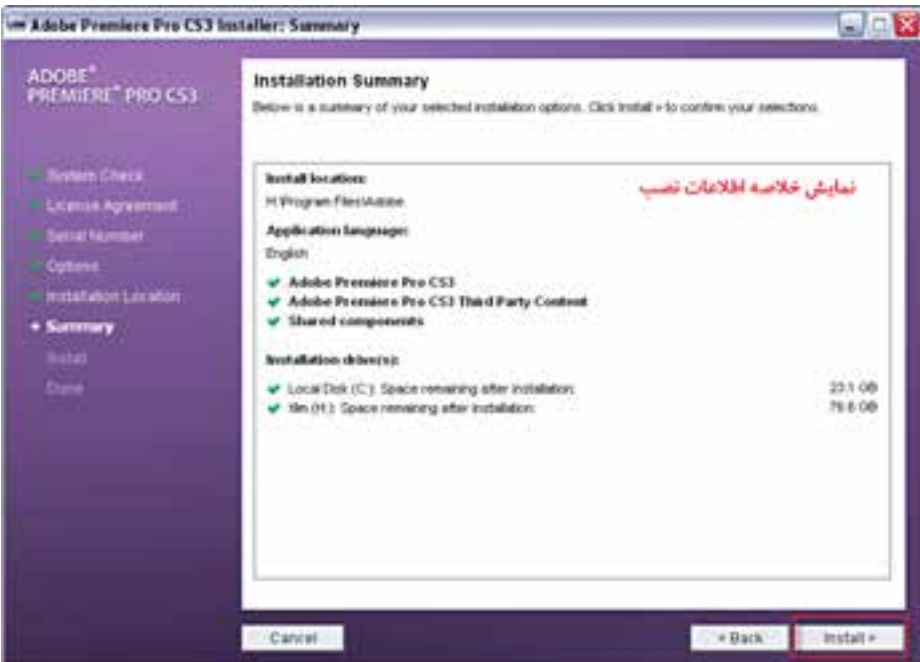 Adobe Premiere Pro CS3 Installer: Summary
ADOBE®
PREMIERE® PRO CS3
System Check
License Agreement
Serial Number
Options
Installation Location
Summary
Install
Done
Installation Summary
Below is a summary of your selected installation options. Click Install » to confirm your selections.
نمایش خلاصه اطلاعات نصب
Install location:
H:\Program Files\Adobe
Application language:
English
Adobe Premiere Pro CS3
Adobe Premiere Pro CS3 Third Party Content
Shared components
Installation drive(s):
Local Disk (C:): Space remaining after installation: 23.1 GB
(H:): Space remaining after installation: GB
Cancel
« Back
Install »